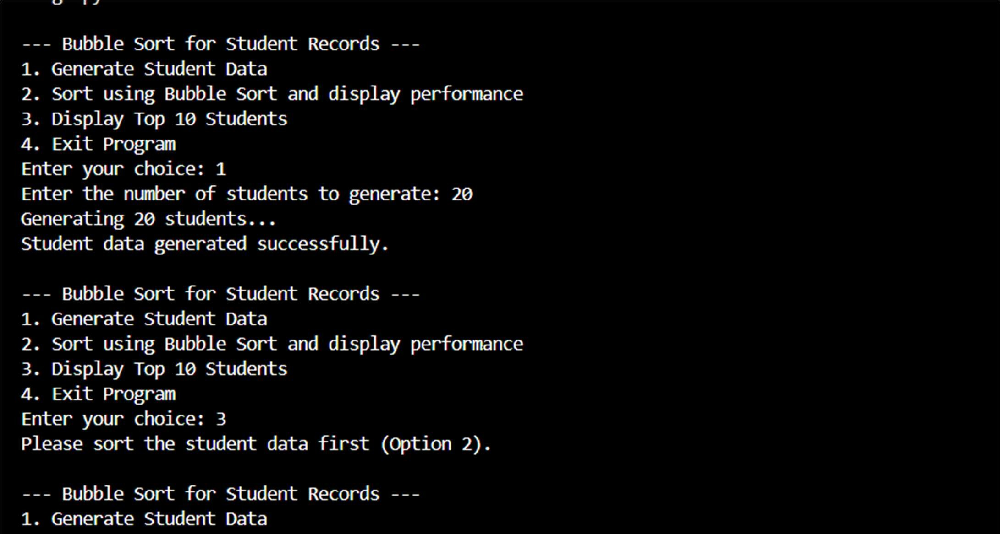 --- Bubble Sort for Student Records ---
1. Generate Student Data
2. Sort using Bubble Sort and display performance
3. Display Top 10 Students
4. Exit Program
Enter your choice: 1
Enter the number of students to generate: 20
Generating 20 students...
Student data generated successfully.
--- Bubble Sort for Student Records ---
1. Generate Student Data
2. Sort using Bubble Sort and display performance
3. Display Top 10 Students
4. Exit Program
Enter your choice: 3
Please sort the student data first (Option 2).
--- Bubble Sort for Student Records ---
1. Generate Student Data